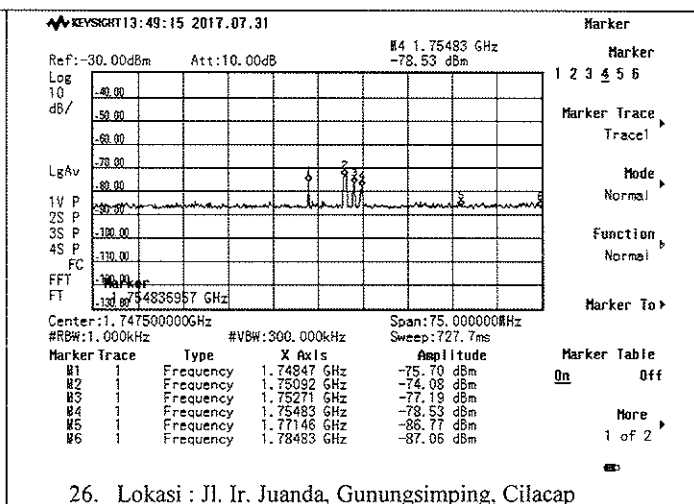 KEYSIGHT 13:49:15 2017.07.31
Marker
Ref:-30.00dBm Att:10.00dB
M4 1.75483 GHz
-78.53 dBm
Log
10
dB/
-40.00
-50.00
-60.00
-70.00
-80.00
-90.00
-100.00
-110.00
LgAv
1V P
2S P
3S P
4S P
FC
FFT
FT
2
3
4
Marker
1.754836957 GHz
-130.00
Center:1.747500000GHz
Span:75.000000MHz
#RBW:1.000kHz #VBW:300.000kHz Sweep:727.7ms
Marker Trace Type X Axis Amplitude
M1 1 Frequency 1.74847 GHz -75.70 dBm
M2 1 Frequency 1.75092 GHz -74.08 dBm
M3 1 Frequency 1.75271 GHz -77.19 dBm
M4 1 Frequency 1.75483 GHz -78.53 dBm
M5 1 Frequency 1.77146 GHz -86.77 dBm
M6 1 Frequency 1.78483 GHz -87.06 dBm
Marker
1 2 3 4 5 6
Marker Trace
Trace1
Mode
Normal
Function
Normal
Marker To
Marker Table
On Off
More
1 of 2
26. Lokasi : Jl. Ir. Juanda, Gunungsimping, Cilacap